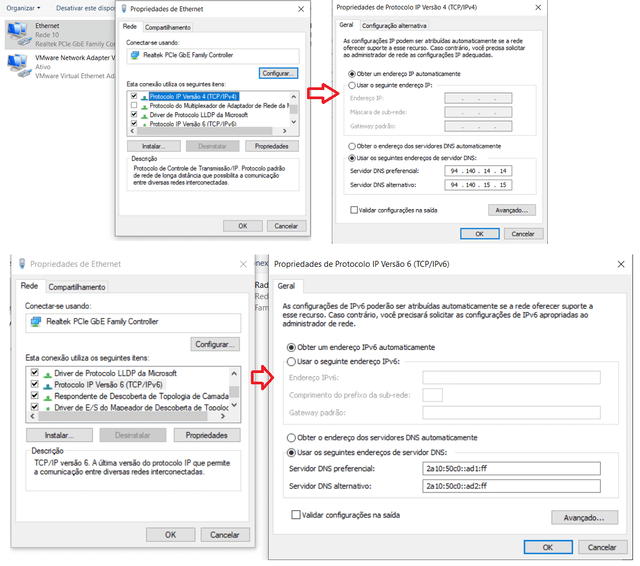 Organizar
Desativar este dispos
Ethernet
Rede 10
Realtek PCIe GbE Family Contr
VMware Network Adapter V
Ativo
VMware Virtual Ethernet Ad
Propriedades de Ethernet
Rede
Compartilhamento
Conectar-se usando:
Realtek PCIe GbE Family Controller
Configurar...
Esta conexão utiliza os seguintes itens:
Protocolo IP Versão 4 (TCP/IPv4)
Protocolo do Multiplexador de Adaptador de Rede da M
Driver de Protocolo LLDP da Microsoft
Protocolo IP Versão 6 (TCP/IPv6)
Instalar...
Desinstalar
Propriedades
Descrição
Protocolo de Controle de Transmissão/IP. Protocolo padrão
de rede de longa distância que possibilita a comunicação
entre diversas redes interconectadas.
OK
Cancelar
Propriedades de Protocolo IP Versão 4 (TCP/IPv4)
Geral
Configuração alternativa
As configurações IP podem ser atribuídas automaticamente se a rede
oferecer suporte a esse recurso. Caso contrário, você precisa solicitar
ao administrador de rede as configurações IP adequadas.
Obter um endereço IP automaticamente
Usar o seguinte endereço IP:
Endereço IP:
Máscara de sub-rede:
Gateway padrão:
Obter o endereço dos servidores DNS automaticamente
Usar os seguintes endereços de servidor DNS:
Servidor DNS preferencial:
94 . 140 . 14 . 14
Servidor DNS alternativo:
94 . 140 . 15 . 15
Validar configurações na saída
Avançado...
OK
Cancelar
Propriedades de Ethernet
Rede
Compartilhamento
Conectar-se usando:
Realtek PCIe GbE Family Controller
Configurar...
Esta conexão utiliza os seguintes itens:
Driver de Protocolo LLDP da Microsoft
Protocolo IP Versão 6 (TCP/IPv6)
Respondente de Descoberta de Topologia de Camada
Driver de E/S do Mapeador de Descoberta de Topoloc
Instalar...
Desinstalar
Propriedades
Descrição
TCP/IP versão 6. A última versão do protocolo IP que permite
a comunicação entre diversas redes interconectadas.
OK
Cancelar
Rad
Red
Fam
Propriedades de Protocolo IP Versão 6 (TCP/IPv6)
Geral
As configurações de IPv6 poderão ser atribuídas automaticamente se a rede oferecer suporte a
esse recurso. Caso contrário, você precisará solicitar as configurações de IPv6 apropriadas ao
administrador de rede.
Obter um endereço IPv6 automaticamente
Usar o seguinte endereço IPv6:
Endereço IPv6:
Comprimento do prefixo da sub-rede:
Gateway padrão:
Obter o endereço dos servidores DNS automaticamente
Usar os seguintes endereços de servidor DNS:
Servidor DNS preferencial:
2a10:50c0::ad1:ff
Servidor DNS alternativo:
2a10:50c0::ad2:ff
Validar configurações na saída
Avançado...
OK
Cancelar